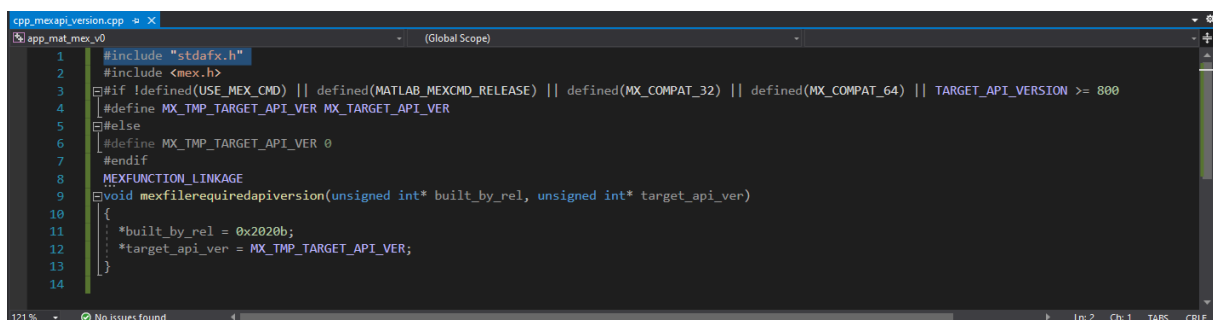 cpp_mexapi_version.cpp
app_mat_mex_v0 (Global Scope)
1 #include "stdafx.h"
2 #include <mex.h>
3 #if !defined(USE_MEX_CMD) || defined(MATLAB_MEXCMD_RELEASE) || defined(MX_COMPAT_32) || defined(MX_COMPAT_64) || TARGET_API_VERSION >= 800
4 #define MX_TMP_TARGET_API_VER MX_TARGET_API_VER
5 #else
6 #define MX_TMP_TARGET_API_VER 0
7 #endif
8 MEXFUNCTION_LINKAGE
9 void mexfilerequiredapiversion(unsigned int* built_by_rel, unsigned int* target_api_ver)
10 {
11 *built_by_rel = 0x2020b;
12 *target_api_ver = MX_TMP_TARGET_API_VER;
13 }
14
121 % No issues found Ln: 2 Ch: 1 TABS CRLF